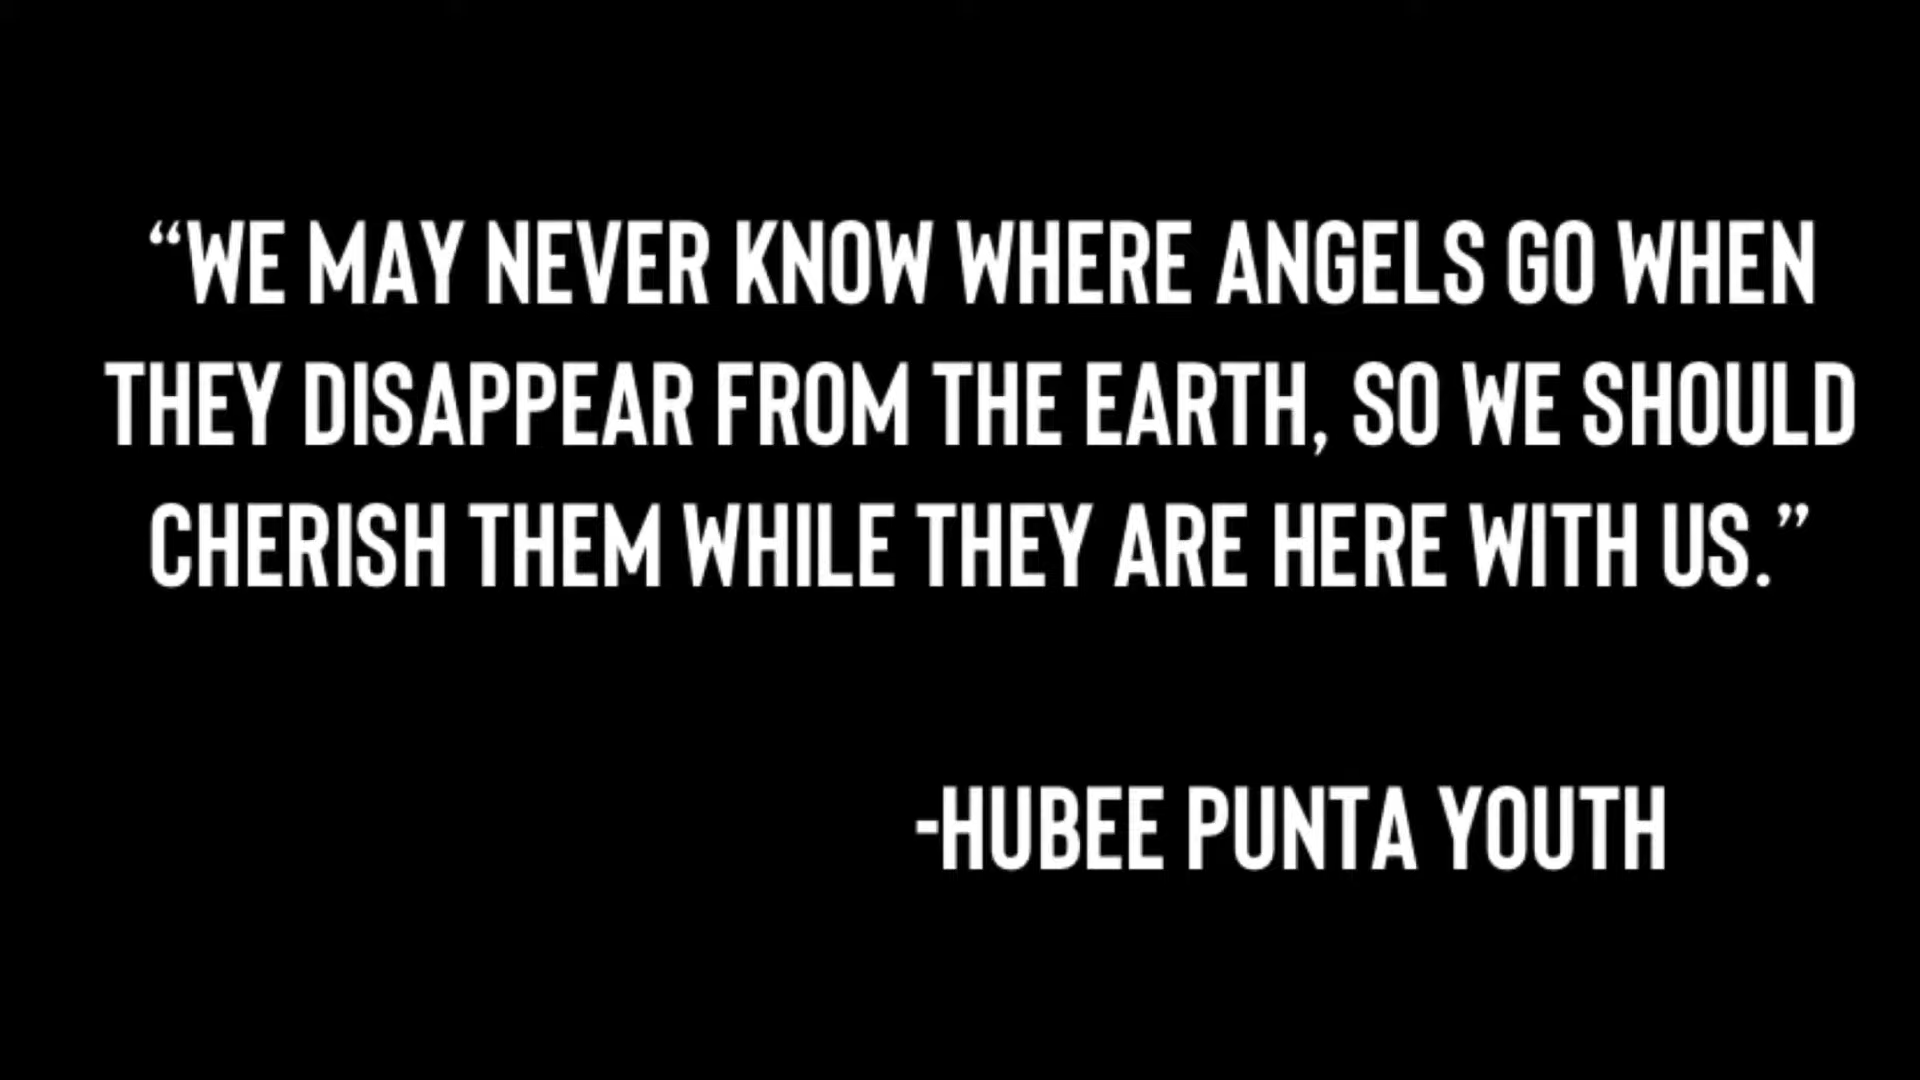 “WE MAY NEVER KNOW WHERE ANGELS GO WHEN
THEY DISAPPEAR FROM THE EARTH, SO WE SHOULD
CHERISH THEM WHILE THEY ARE HERE WITH US.”
-HUBEE PUNTA YOUTH